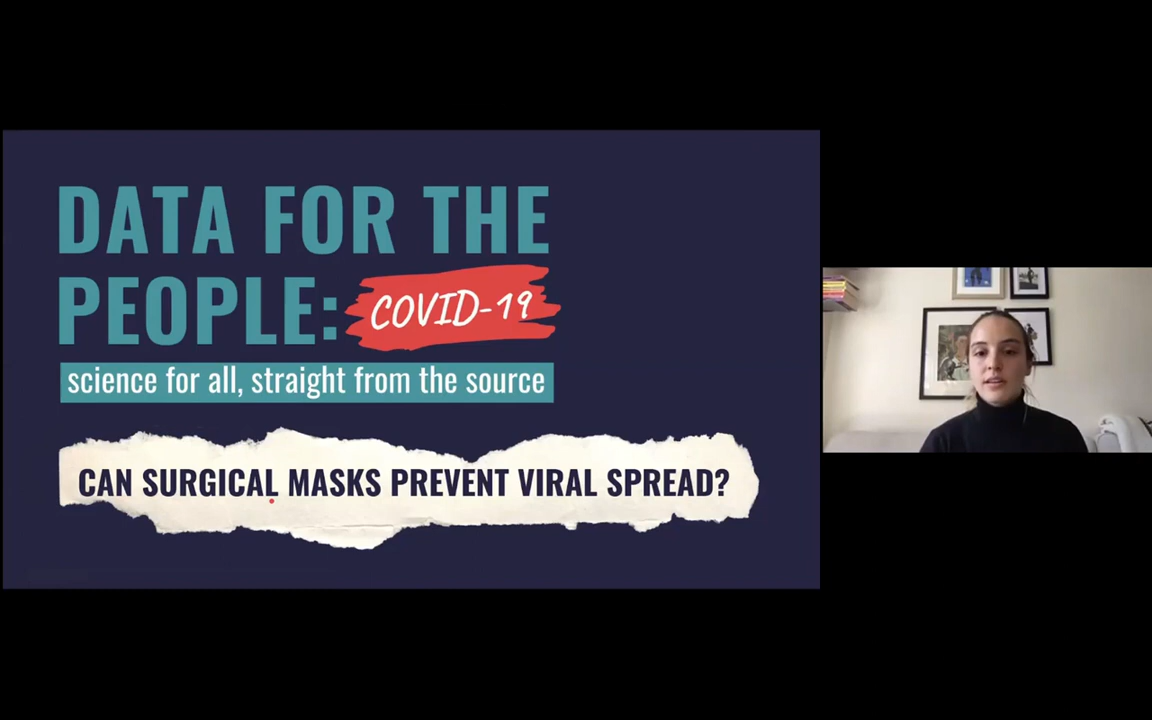 DATA FOR THE
PEOPLE: COVID-19
science for all, straight from the source
CAN SURGICAL MASKS PREVENT VIRAL SPREAD?